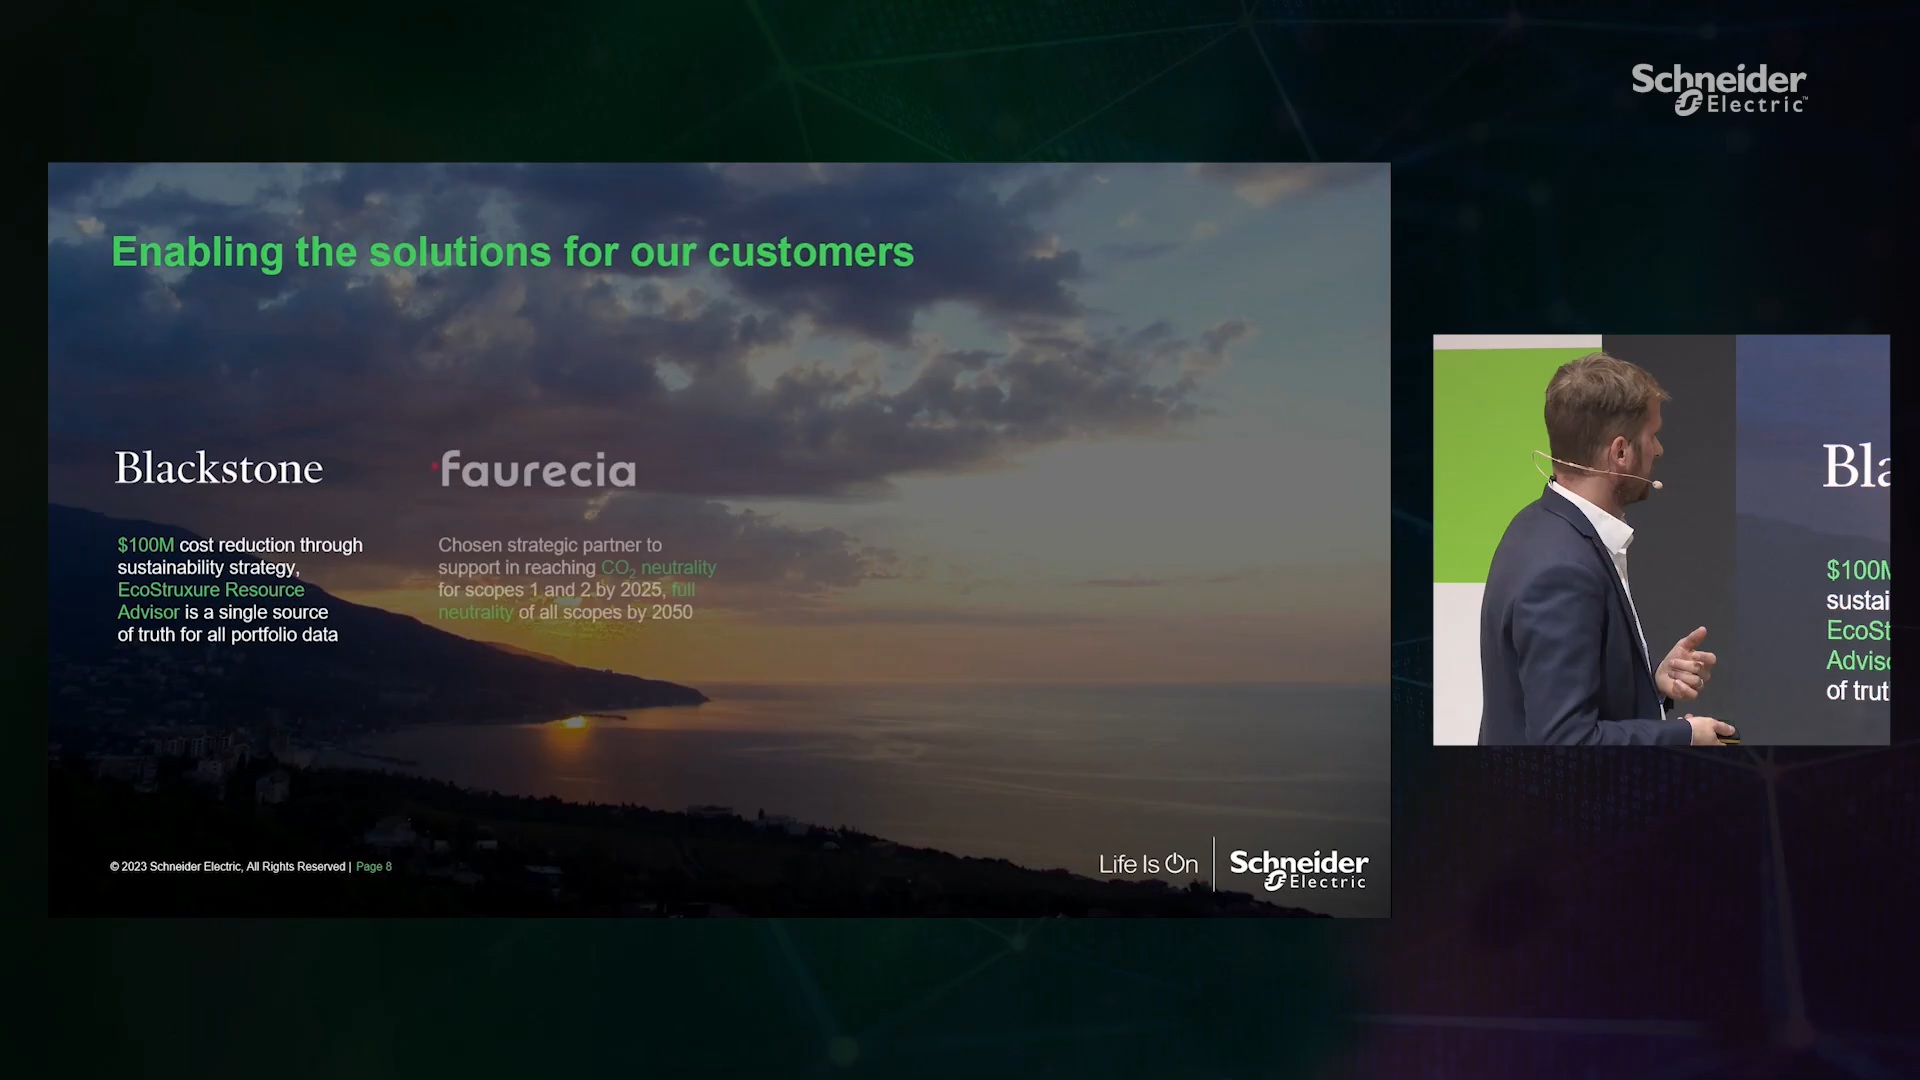 Schneider
Electric™
Enabling the solutions for our customers
Blackstone
$100M cost reduction through
sustainability strategy,
EcoStruxure Resource
Advisor is a single source
of truth for all portfolio data
faurecia
Chosen strategic partner to
support in reaching CO₂ neutrality
for scopes 1 and 2 by 2025, full
neutrality of all scopes by 2050
© 2023 Schneider Electric, All Rights Reserved | Page 8
Life Is On
Schneider
Electric
Bla
$100M
sustai
EcoSt
Adviso
of trut